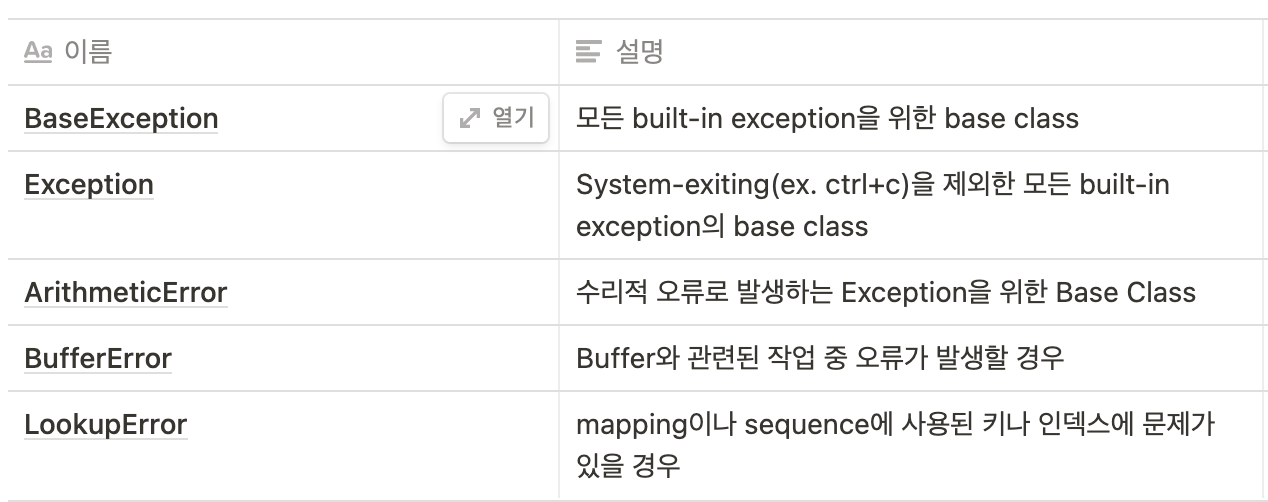 Aa 이름
설명
BaseException
열기
모든 built-in exception을 위한 base class
Exception
System-exiting(ex. ctrl+c)을 제외한 모든 built-in
exception의 base class
ArithmeticError
수리적 오류로 발생하는 Exception을 위한 Base Class
BufferError
Buffer와 관련된 작업 중 오류가 발생할 경우
LookupError
mapping이나 sequence에 사용된 키나 인덱스에 문제가
있을 경우